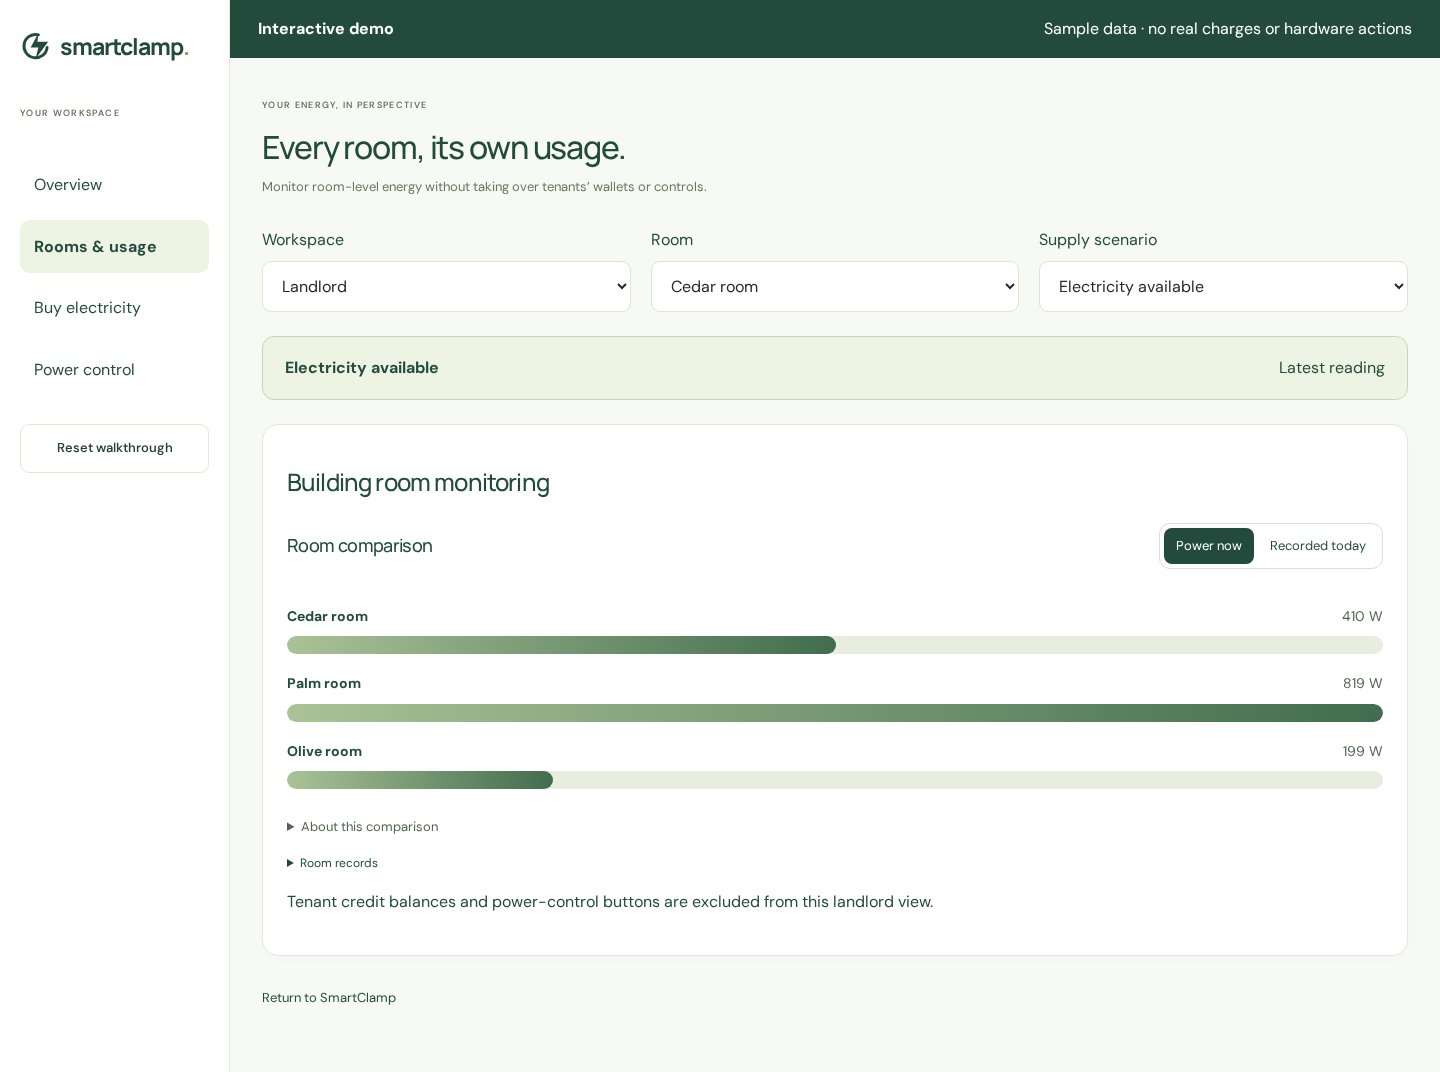 smartclamp.
YOUR WORKSPACE
Overview
Rooms & usage
Buy electricity
Power control
Reset walkthrough
Interactive demo
Sample data · no real charges or hardware actions
YOUR ENERGY, IN PERSPECTIVE
Every room, its own usage.
Monitor room-level energy without taking over tenants’ wallets or controls.
Workspace
Landlord
Room
Cedar room
Supply scenario
Electricity available
Electricity available
Latest reading
Building room monitoring
Room comparison
Power now
Recorded today
Cedar room
410 W
Palm room
819 W
Olive room
199 W
About this comparison
Room records
Tenant credit balances and power-control buttons are excluded from this landlord view.
Return to SmartClamp